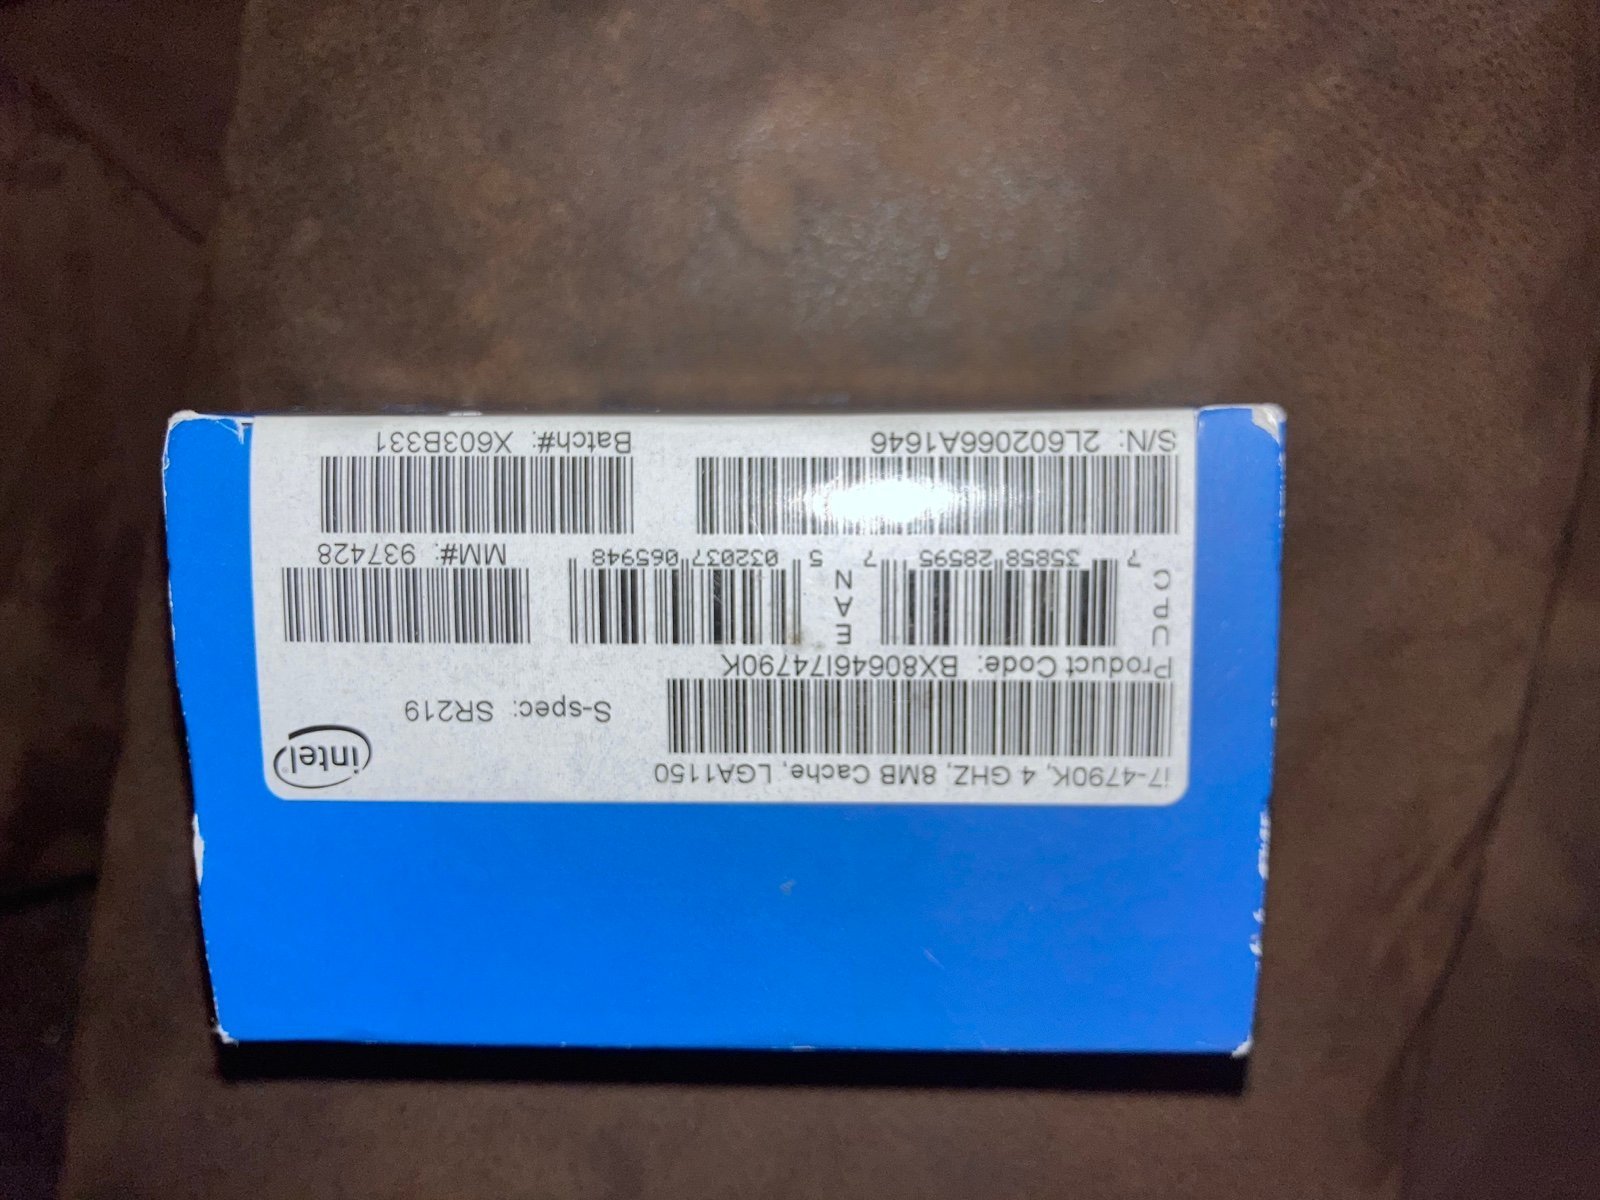 i7-4790K, 4 GHZ, 8MB Cache, LGA1150
intel®
S-spec: SR219
Product Code: BX80646I74790K
UPC
7 35858 28595 7
EAN
5 032037 065948
MM#: 937428
S/N: 2L602066A1646
Batch#: X603B331